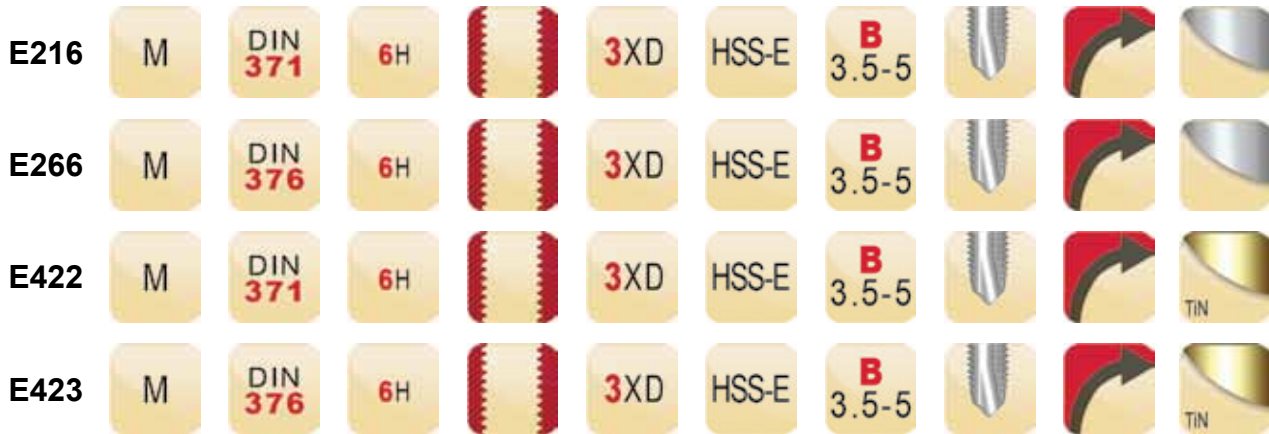 E216 M DIN 371 6H 3XD HSS-E B 3.5-5
E266 M DIN 376 6H 3XD HSS-E B 3.5-5
E422 M DIN 371 6H 3XD HSS-E B 3.5-5 TiN
E423 M DIN 376 6H 3XD HSS-E B 3.5-5 TiN